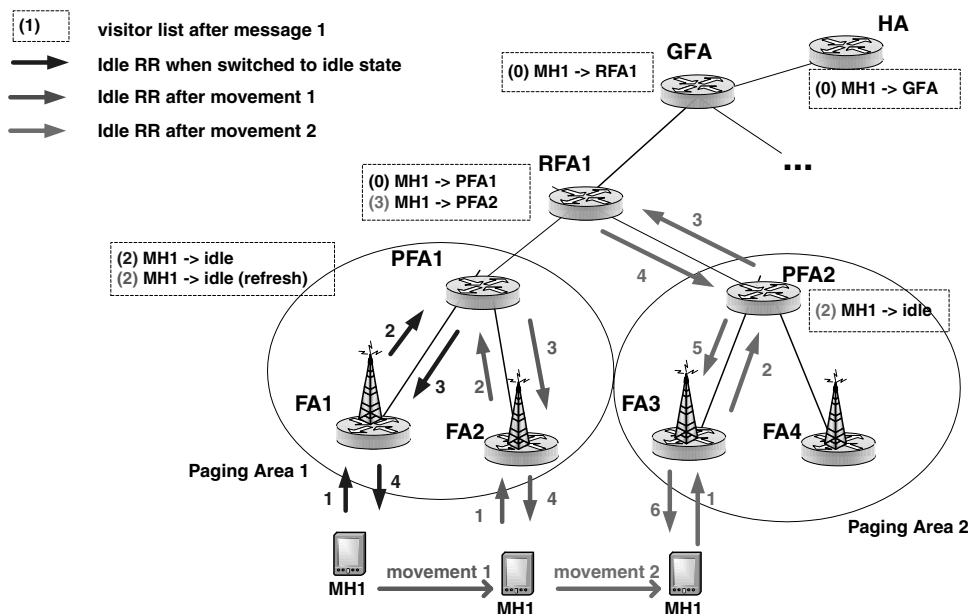 (1) visitor list after message 1
Idle RR when switched to idle state
Idle RR after movement 1
Idle RR after movement 2
HA
GFA
(0) MH1 -> RFA1
(0) MH1 -> GFA
...
RFA1
(0) MH1 -> PFA1
(3) MH1 -> PFA2
3
4
(2) MH1 -> idle
(2) MH1 -> idle (refresh)
PFA1
PFA2
(2) MH1 -> idle
2
3
2
3
5
2
FA1
FA2
FA3
FA4
Paging Area 1
Paging Area 2
1
4
1
4
6
1
movement 1
movement 2
MH1
MH1
MH1